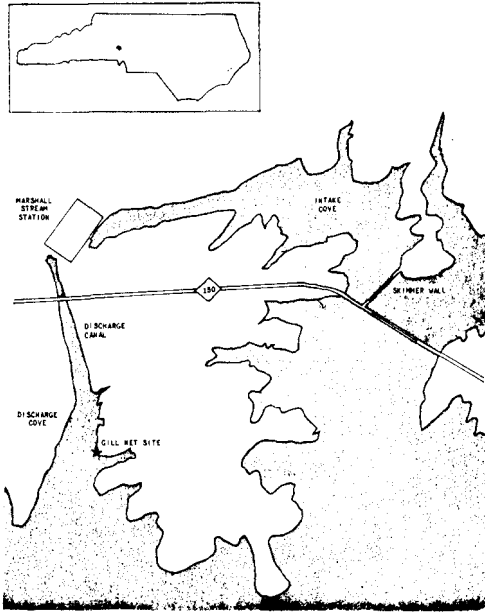 MARSHALL
STREAM
STATION
INTAKE
COVE
SKIMMER WALL
150
DISCHARGE
CANAL
DISCHARGE
COVE
GILL NET SITE